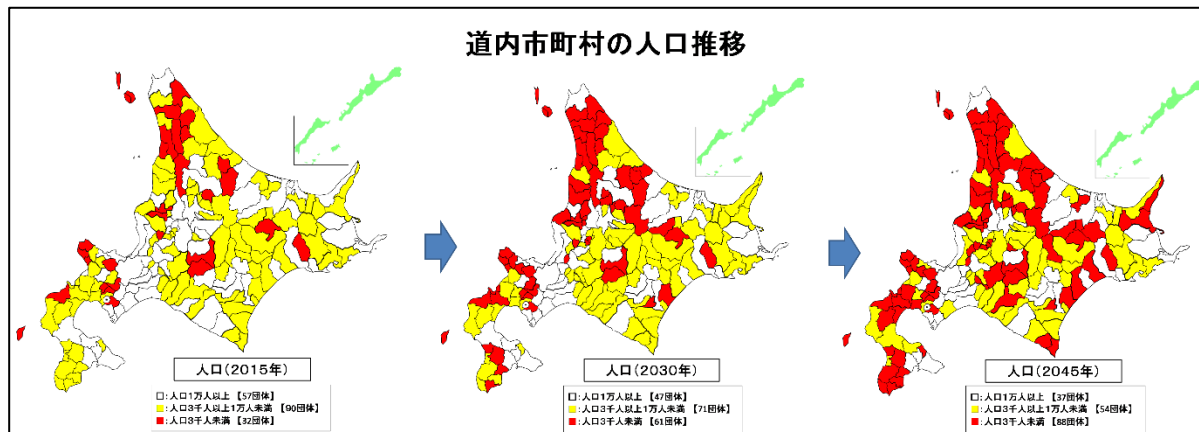 道内市町村の人口推移
人口(2015年)
□:人口1万人以上 【57団体】
■:人口3千人以上1万人未満 【90団体】
■:人口3千人未満 【32団体】
人口(2030年)
□:人口1万人以上 【47団体】
■:人口3千人以上1万人未満 【71団体】
■:人口3千人未満 【61団体】
人口(2045年)
□:人口1万人以上 【37団体】
■:人口3千人以上1万人未満 【54団体】
■:人口3千人未満 【88団体】